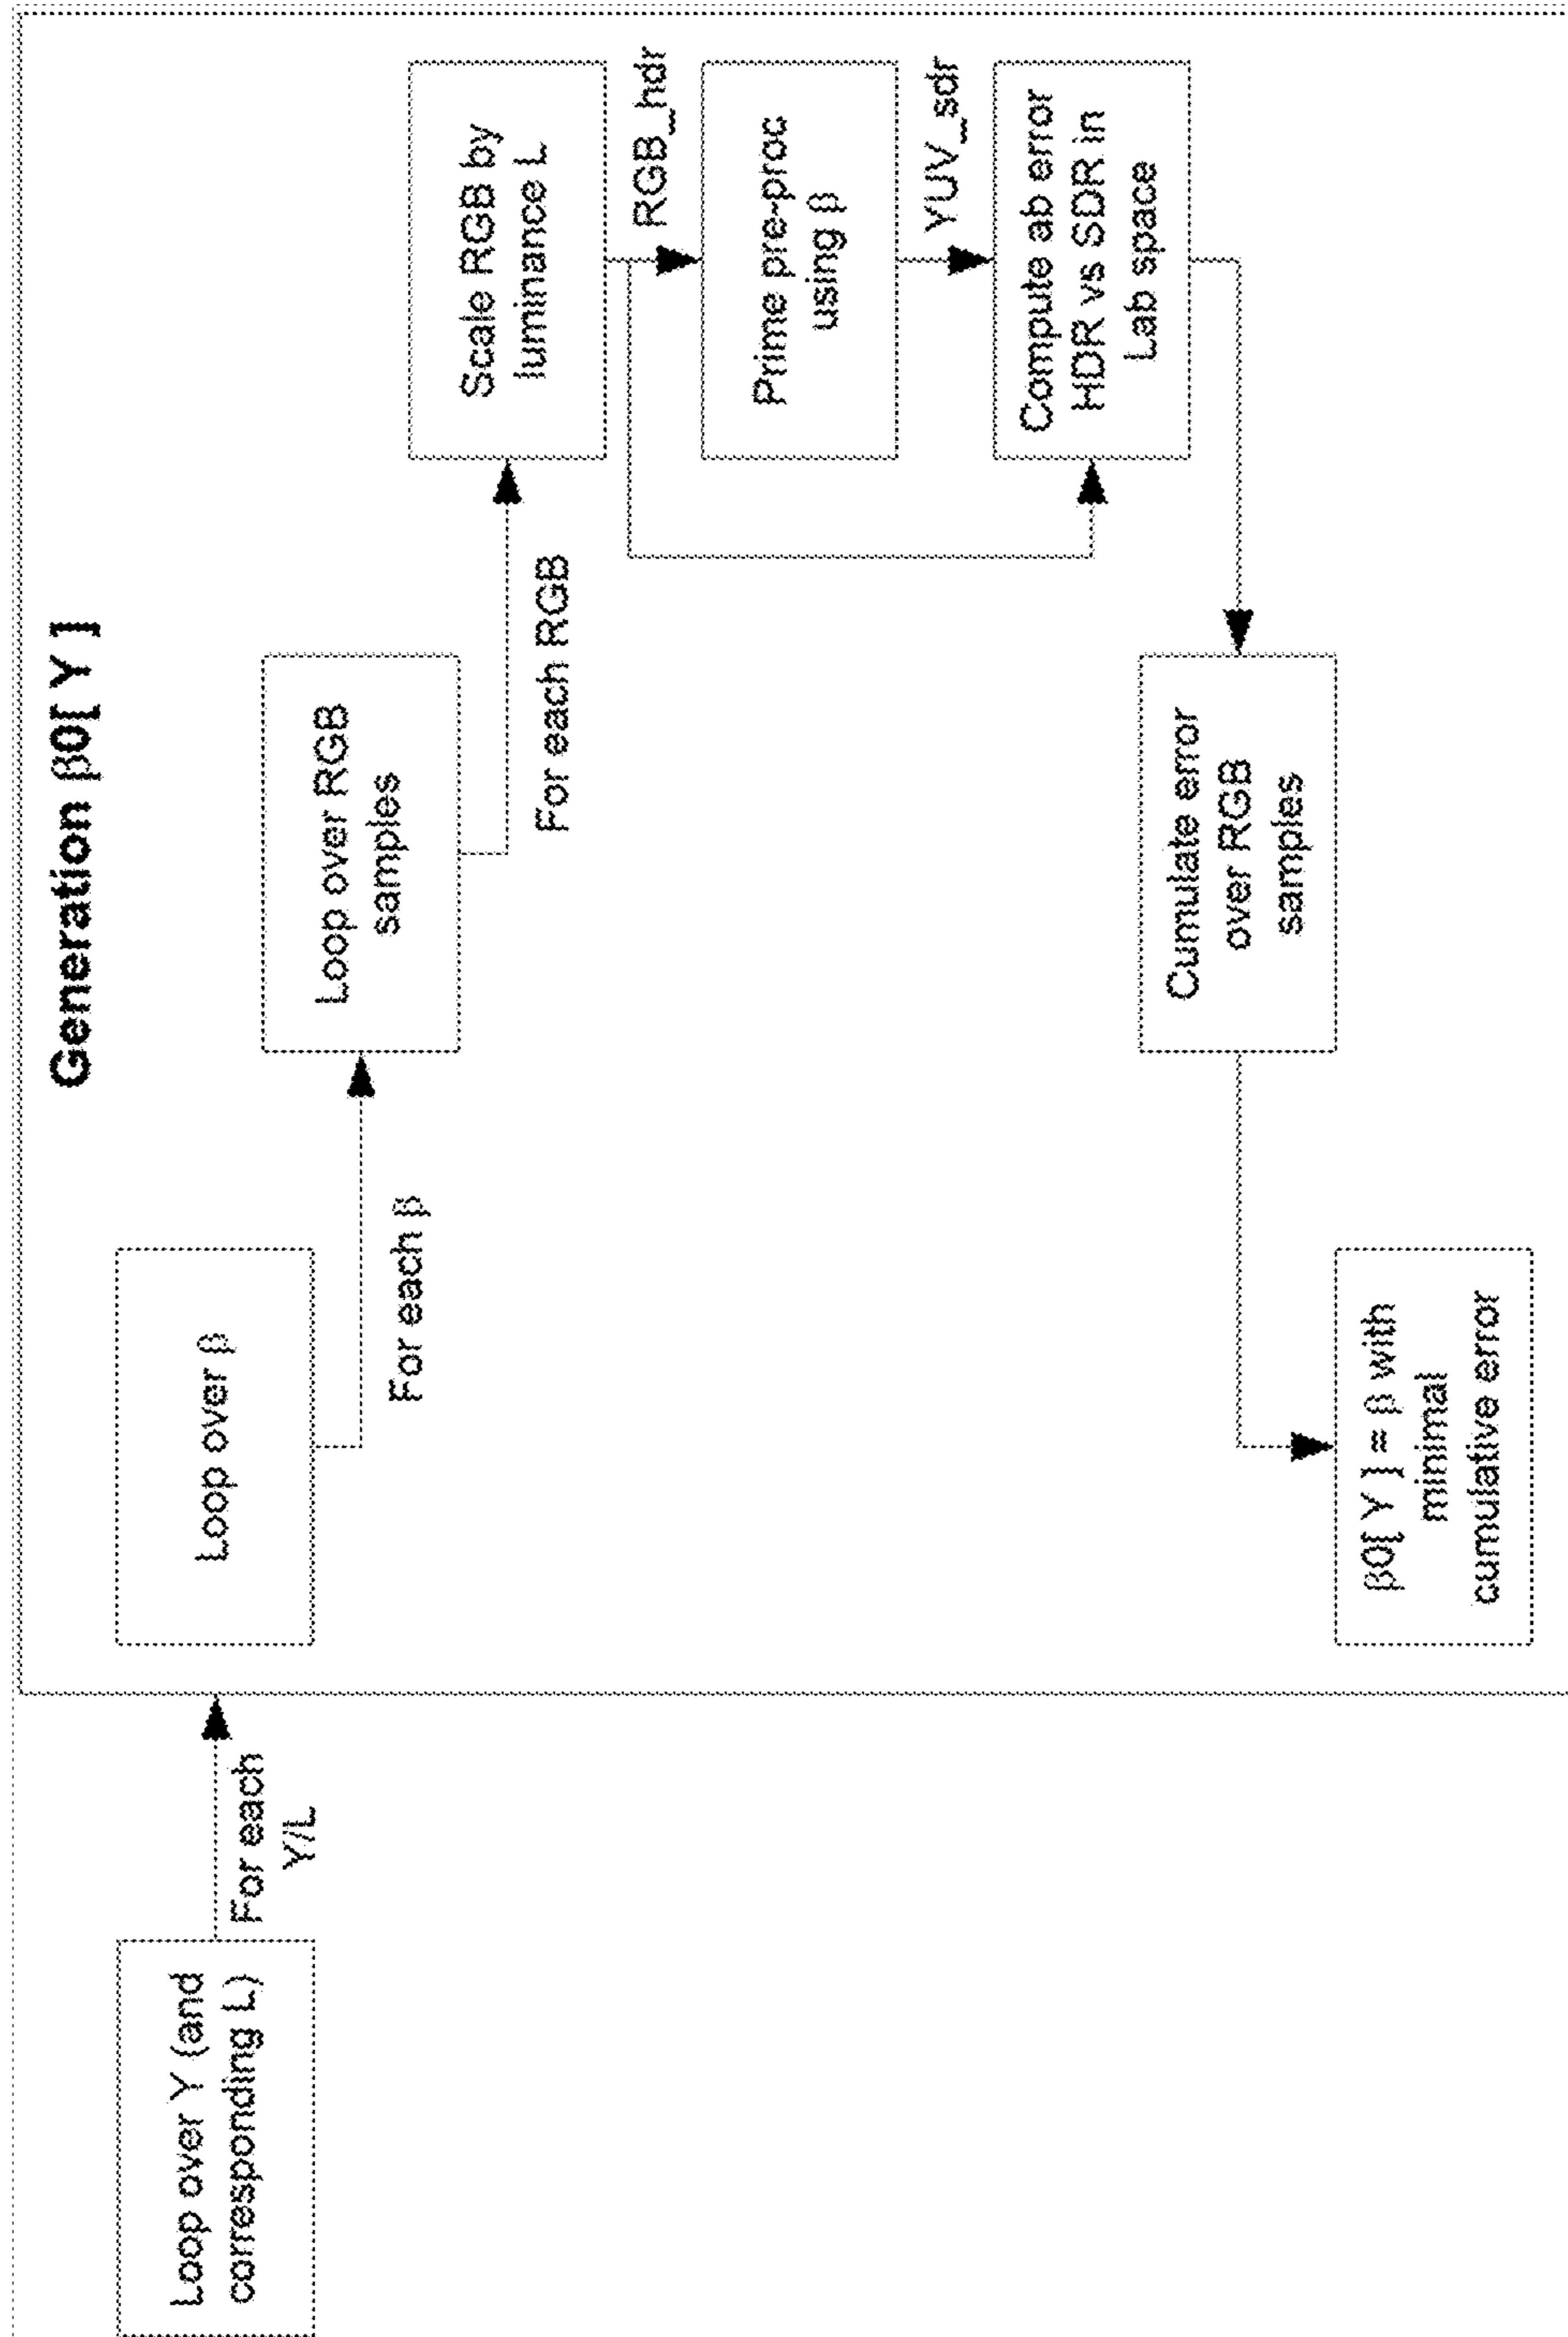 Generation β0[ Y ]
Loop over Y (and
corresponding L)
For each
Y/L
Loop over β
For each β
Loop over RGB
samples
For each RGB
Scale RGB by
luminance L
RGB_hdr
Prime pre-proc
using β
YUV_sdr
Compute ab error
HDR vs SDR in
Lab space
Cumulate error
over RGB
samples
β0[ Y ] = β with
minimal
cumulative error